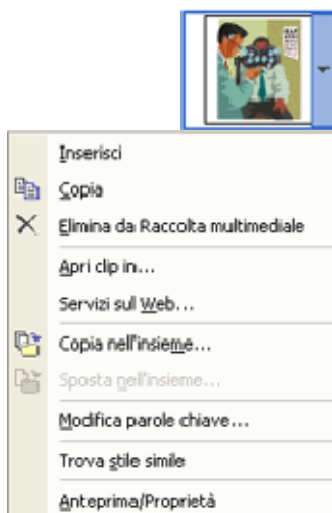 Inserisci
Copia
Elimina da Raccolta multimediale
Apri clip in...
Servizi sul Web...
Copia nell'insieme...
Sposta nell'insieme...
Modifica parole chiave...
Trova stile simile
Anteprima/Proprietà